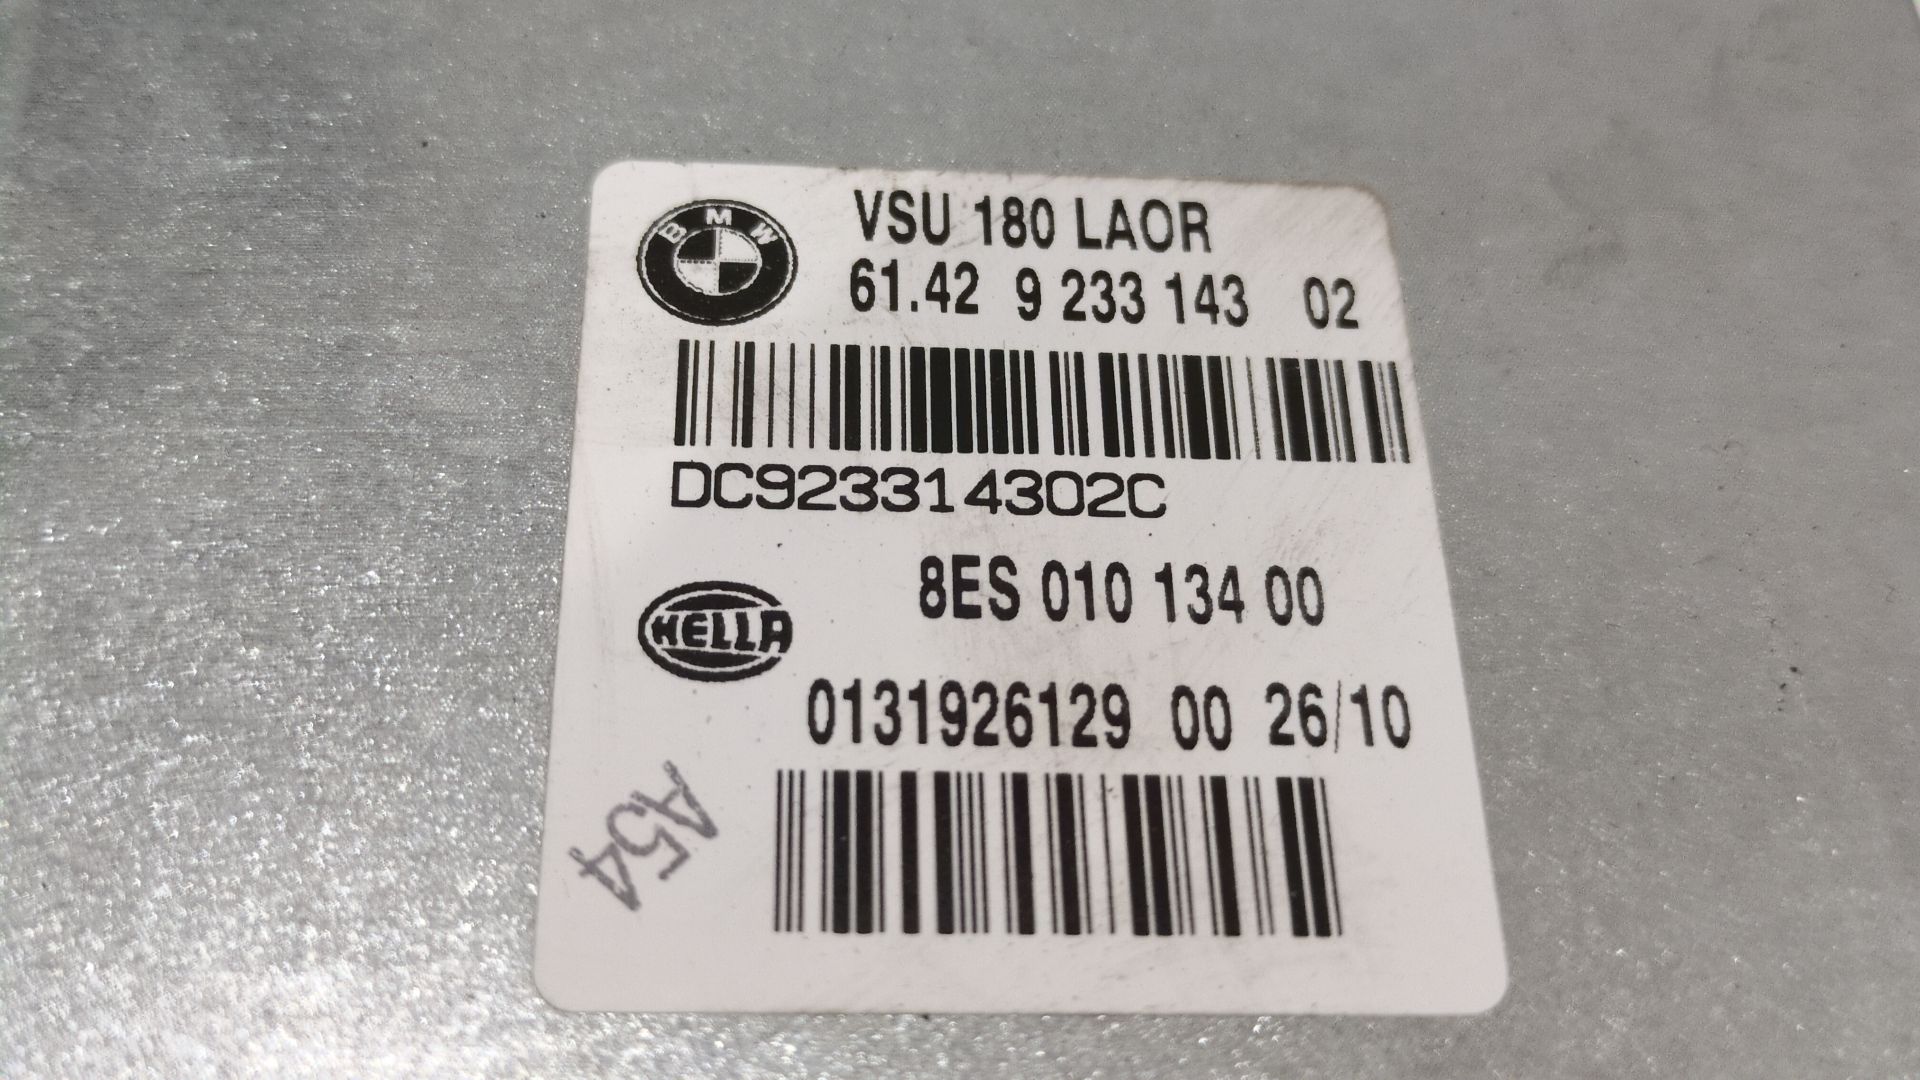 BMW
VSU 180 LAOR
61.42 9 233 143 02
DC923314302C
HELLA
8ES 010 134 00
0131926129 00 26/10
A54